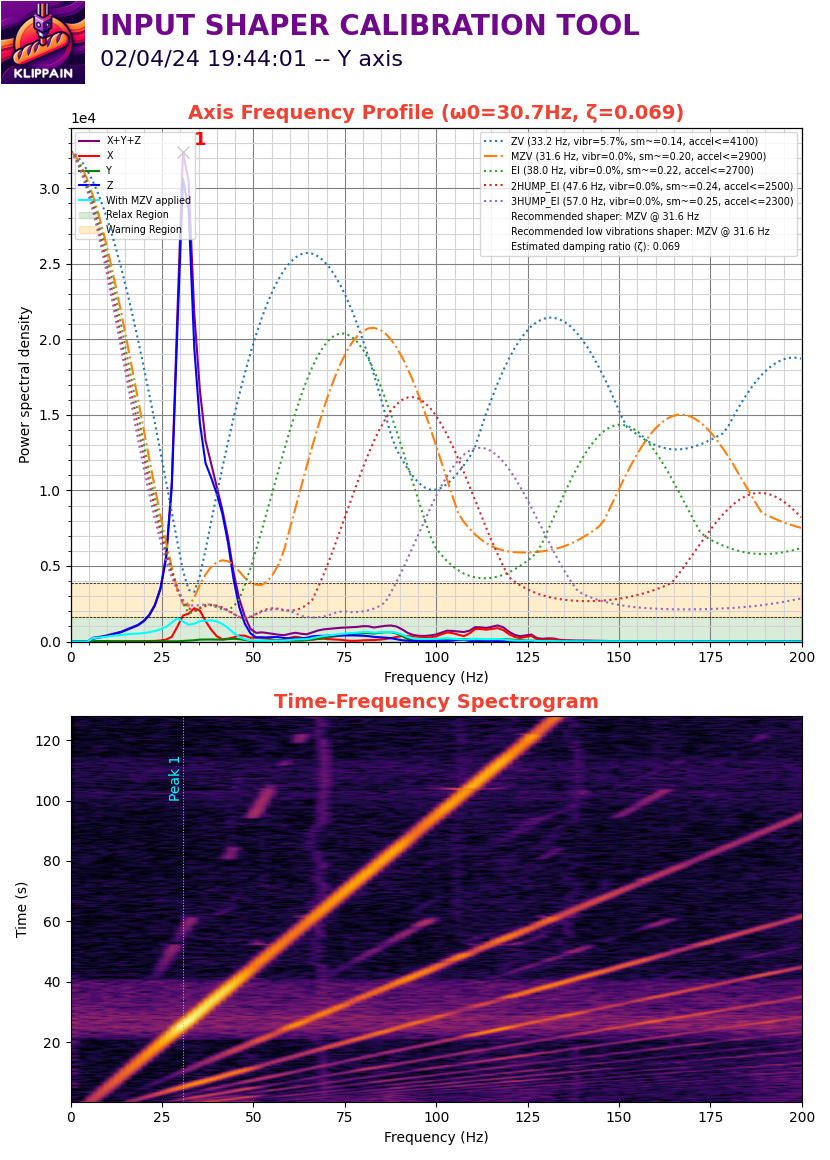 INPUT SHAPER CALIBRATION TOOL
KLIPPAIN
02/04/24 19:44:01 -- Y axis
Axis Frequency Profile (ω0=30.7Hz, ζ=0.069)
1e4
1
X+Y+Z
X
Y
Z
With MZV applied
Relax Region
Warning Region
ZV (33.2 Hz, vibr=5.7%, sm~=0.14, accel<=4100)
MZV (31.6 Hz, vibr=0.0%, sm~=0.20, accel<=2900)
EI (38.0 Hz, vibr=0.0%, sm~=0.22, accel<=2700)
2HUMP_EI (47.6 Hz, vibr=0.0%, sm~=0.24, accel<=2500)
3HUMP_EI (57.0 Hz, vibr=0.0%, sm~=0.25, accel<=2300)
Recommended shaper: MZV @ 31.6 Hz
Recommended low vibrations shaper: MZV @ 31.6 Hz
Estimated damping ratio (ζ): 0.069
Power spectral density
3.0
2.5
2.0
1.5
1.0
0.5
0.0
0 25 50 75 100 125 150 175 200
Frequency (Hz)
Time-Frequency Spectrogram
Time (s)
120
100
80
60
40
20
Peak 1
0 25 50 75 100 125 150 175 200
Frequency (Hz)